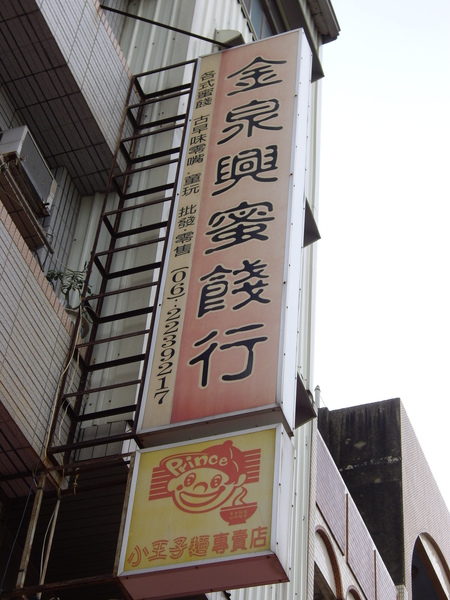 金泉興蜜餞行
各式蜜餞.古早味零嘴.童玩 批發.零售
(06).2239217
Prince
小王子麵專賣店